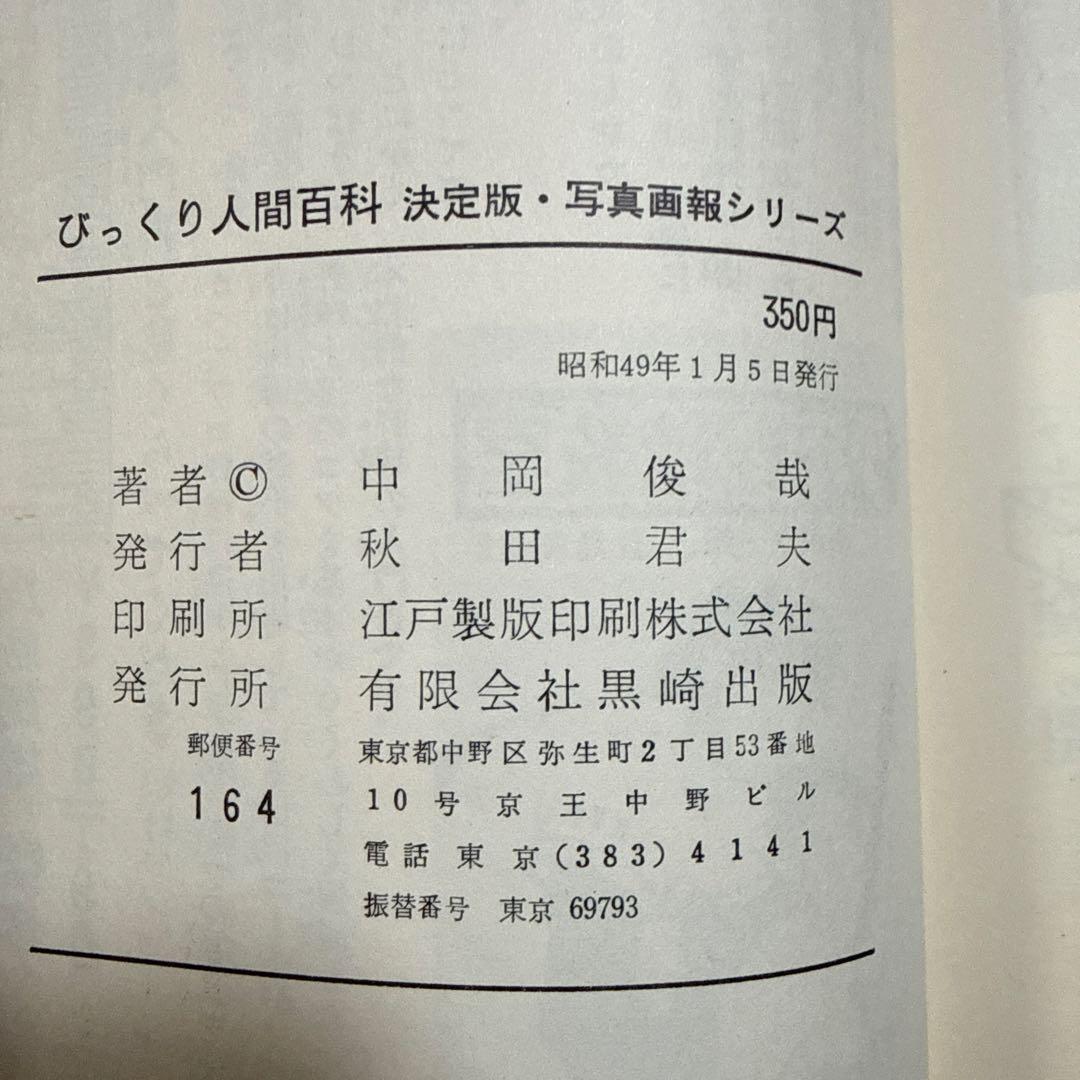 びっくり人間百科 決定版・写真画報シリーズ
350円
昭和49年1月5日発行
著者© 中岡俊哉
発行者 秋田君夫
印刷所 江戸製版印刷株式会社
発行所 有限会社黒崎出版
郵便番号 東京都中野区弥生町2丁目53番地
164 10号京王中野ビル
電話東京(383)4141
振替番号 東京69793